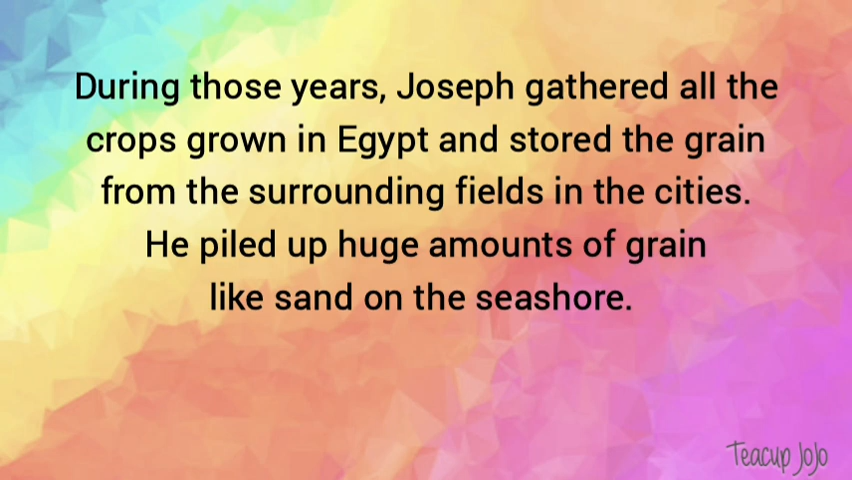 During those years, Joseph gathered all the
crops grown in Egypt and stored the grain
from the surrounding fields in the cities.
He piled up huge amounts of grain
like sand on the seashore.
Teacup JoJo